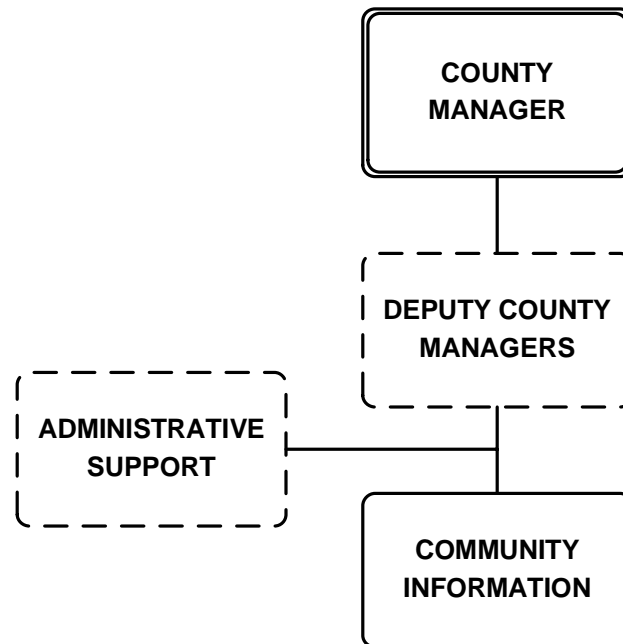 COUNTY
MANAGER
DEPUTY COUNTY
MANAGERS
ADMINISTRATIVE
SUPPORT
COMMUNITY
INFORMATION